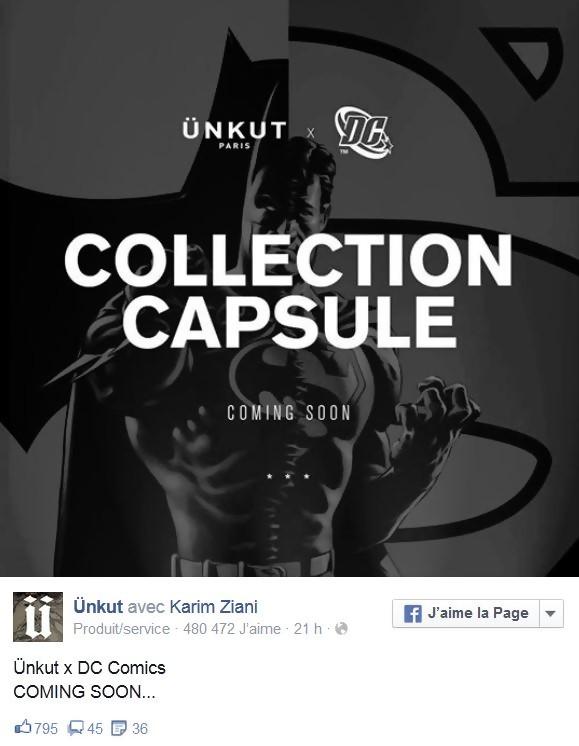 ÜNKUT x DC
PARIS TM
COLLECTION
CAPSULE
COMING SOON
* * *
ü Ünkut avec Karim Ziani
Produit/service · 480 472 J’aime · 21 h ·
J’aime la Page
Ünkut x DC Comics
COMING SOON...
795 45 36